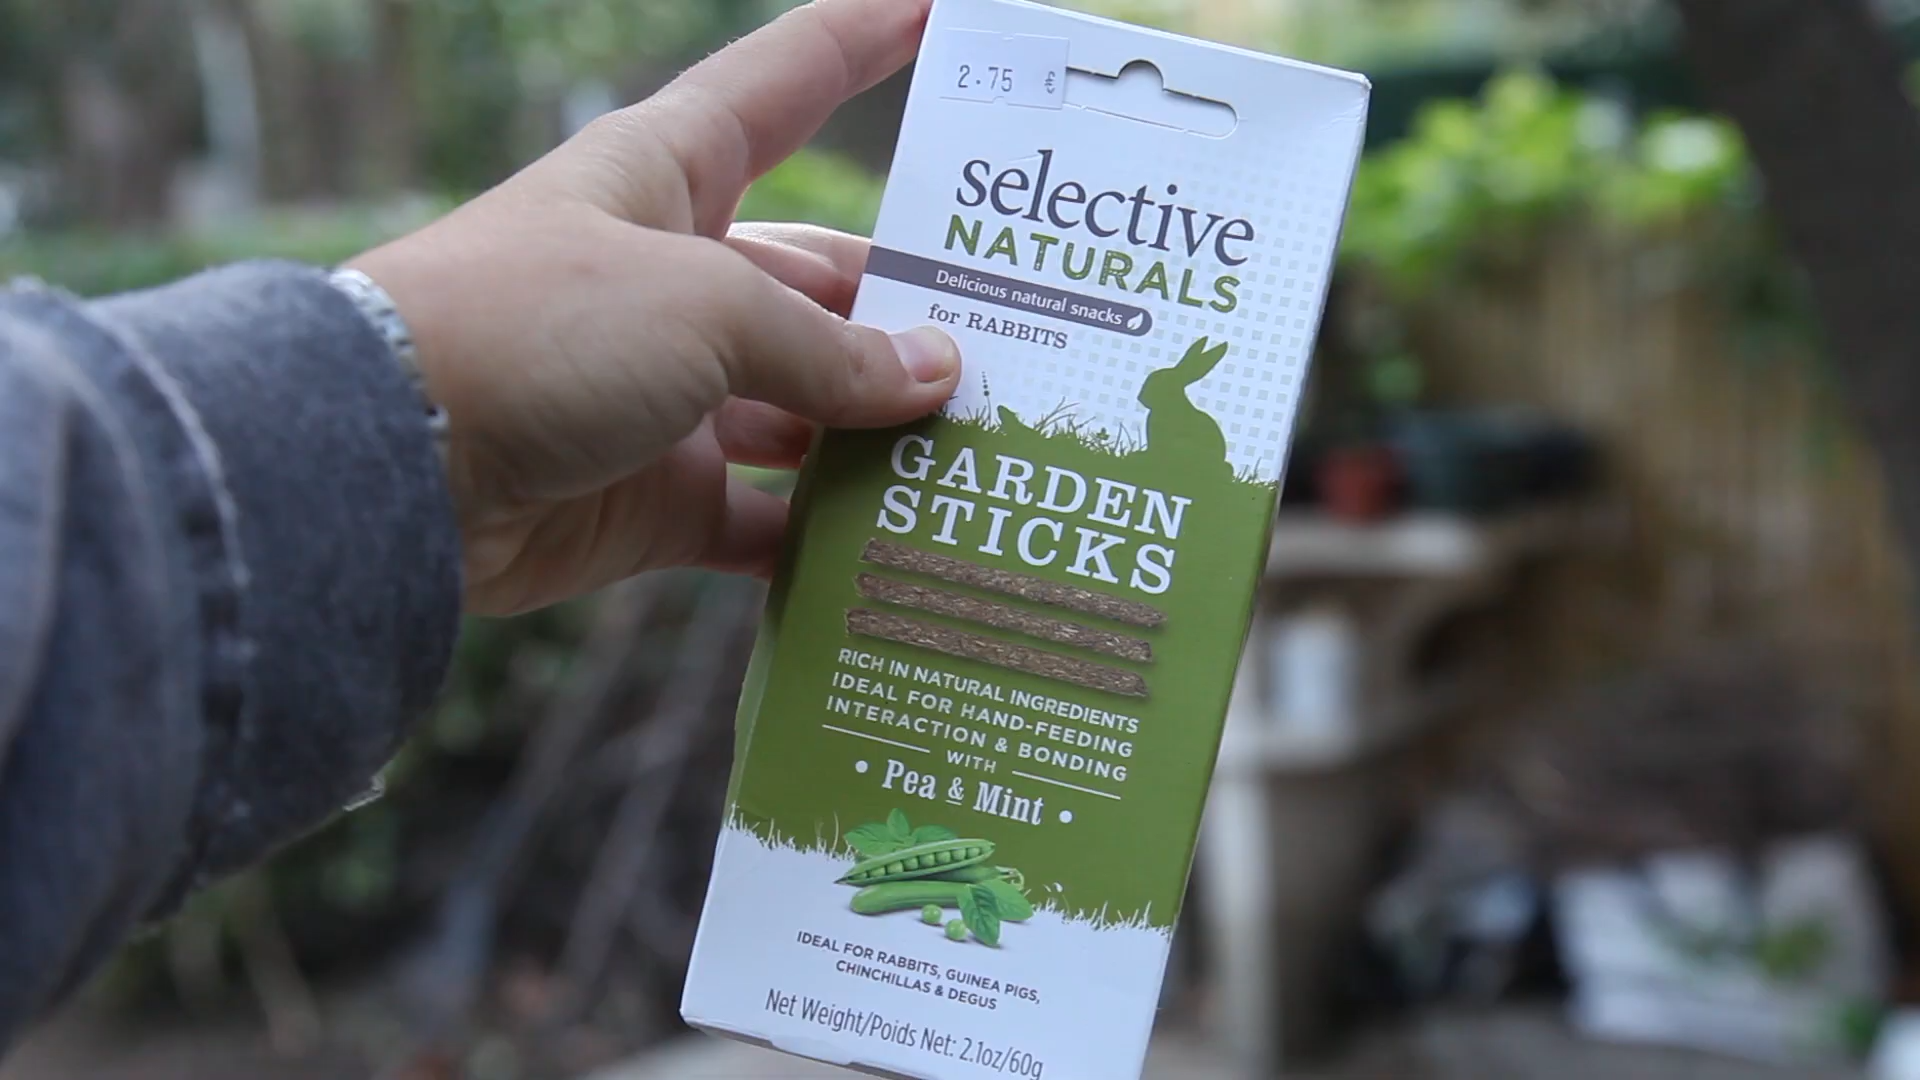 2.75 €
selective
NATURALS
Delicious natural snacks
for RABBITS
GARDEN
STICKS
RICH IN NATURAL INGREDIENTS
IDEAL FOR HAND-FEEDING
INTERACTION & BONDING
WITH
• Pea & Mint •
IDEAL FOR RABBITS, GUINEA PIGS,
CHINCHILLAS & DEGUS
Net Weight/Poids Net: 2.1oz/60g